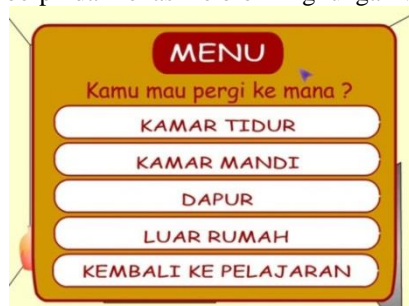 MENU
Kamu mau pergi ke mana ?
KAMAR TIDUR
KAMAR MANDI
DAPUR
LUAR RUMAH
KEMBALI KE PELAJARAN